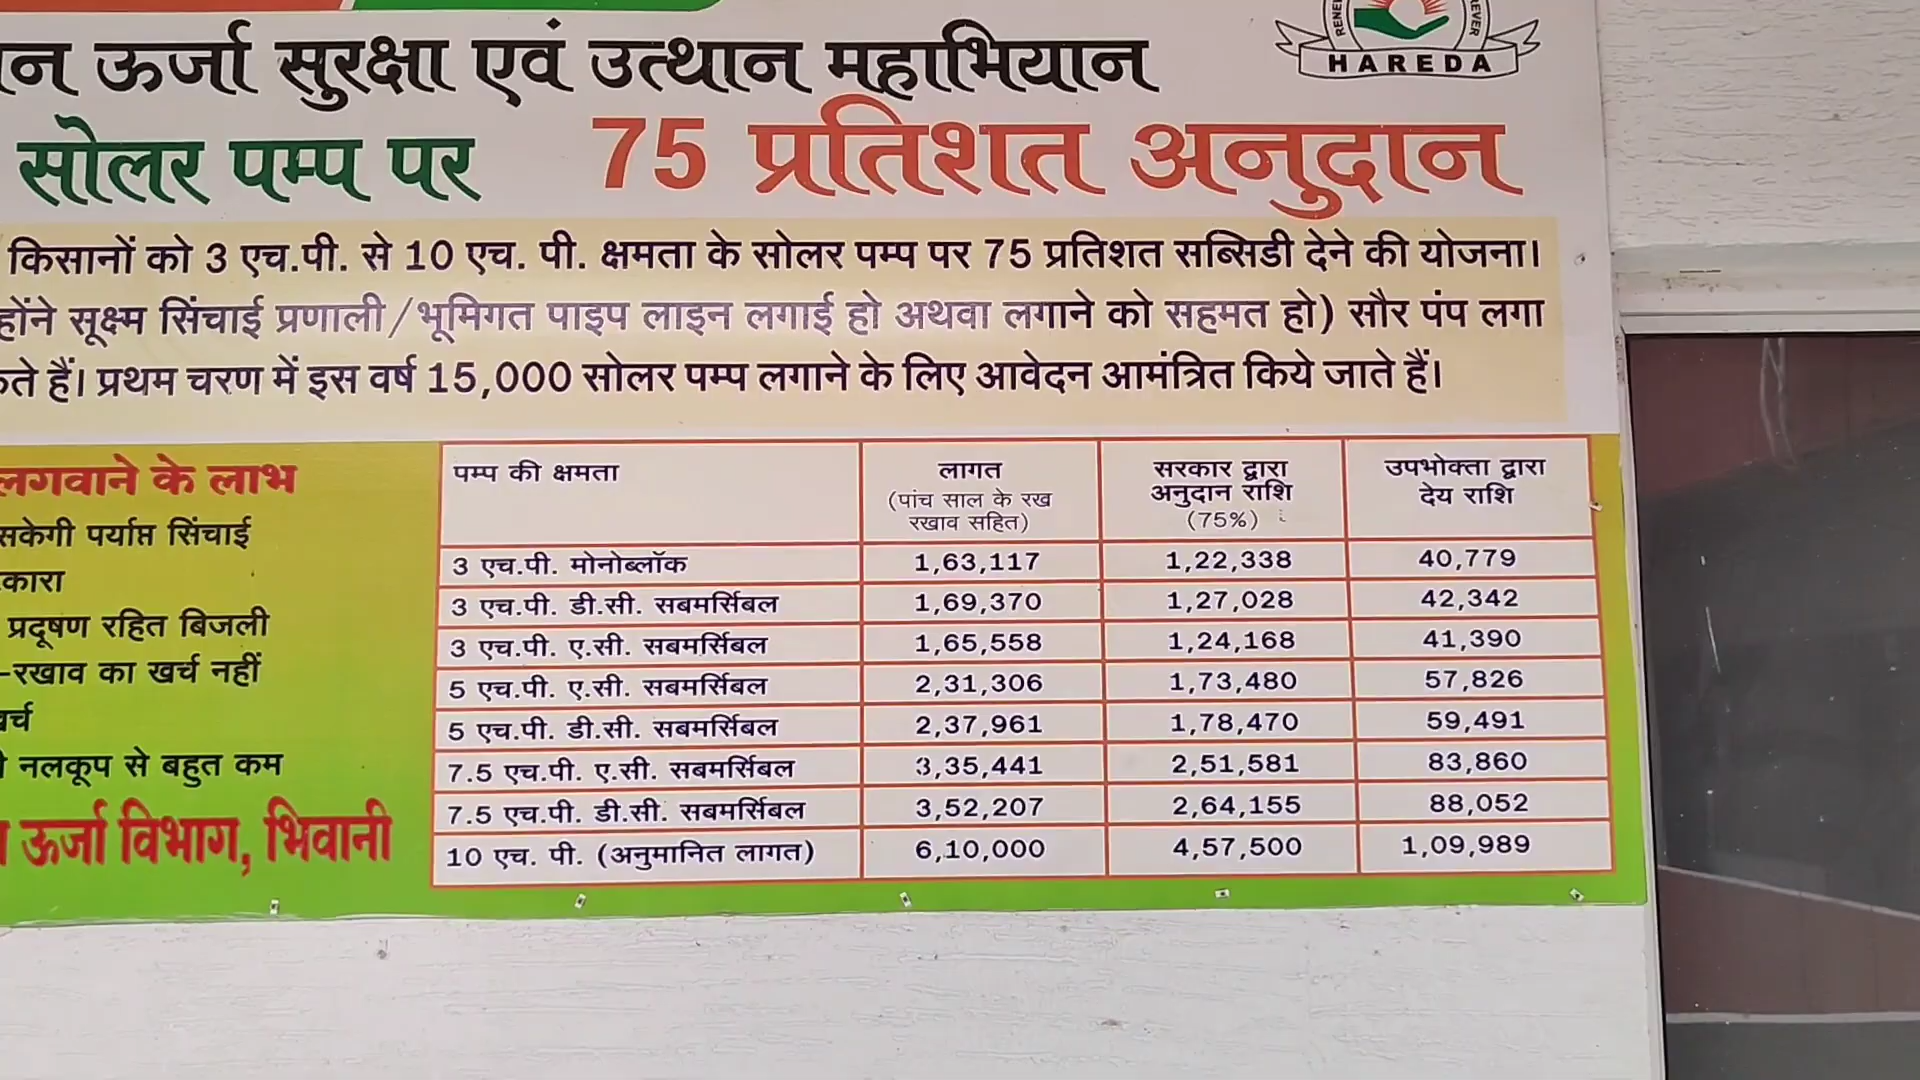 ऊर्जा सुरक्षा एवं उत्थान महाभियान
HAREDA
सोलर पम्प पर 75 प्रतिशत अनुदान
किसानों को 3 एच.पी. से 10 एच. पी. क्षमता के सोलर पम्प पर 75 प्रतिशत सब्सिडी देने की योजना।
सूक्ष्म सिंचाई प्रणाली/भूमिगत पाइप लाइन लगाई हो अथवा लगाने को सहमत हो) सौर पंप लगा
हैं। प्रथम चरण में इस वर्ष 15,000 सोलर पम्प लगाने के लिए आवेदन आमंत्रित किये जाते हैं।
लगवाने के लाभ
सकेगी पर्याप्त सिंचाई
प्रदूषण रहित बिजली
-रखाव का खर्च नहीं
नलकूप से बहुत कम
ऊर्जा विभाग, भिवानी
पम्प की क्षमता लागत (पांच साल के रख रखाव सहित) सरकार द्वारा अनुदान राशि (75%) उपभोक्ता द्वारा देय राशि
3 एच.पी. मोनोब्लॉक 1,63,117 1,22,338 40,779
3 एच.पी. डी.सी. सबमर्सिबल 1,69,370 1,27,028 42,342
3 एच.पी. ए.सी. सबमर्सिबल 1,65,558 1,24,168 41,390
5 एच.पी. ए.सी. सबमर्सिबल 2,31,306 1,73,480 57,826
5 एच.पी. डी.सी. सबमर्सिबल 2,37,961 1,78,470 59,491
7.5 एच.पी. ए.सी. सबमर्सिबल 3,35,441 2,51,581 83,860
7.5 एच.पी. डी.सी. सबमर्सिबल 3,52,207 2,64,155 88,052
10 एच. पी. (अनुमानित लागत) 6,10,000 4,57,500 1,09,989